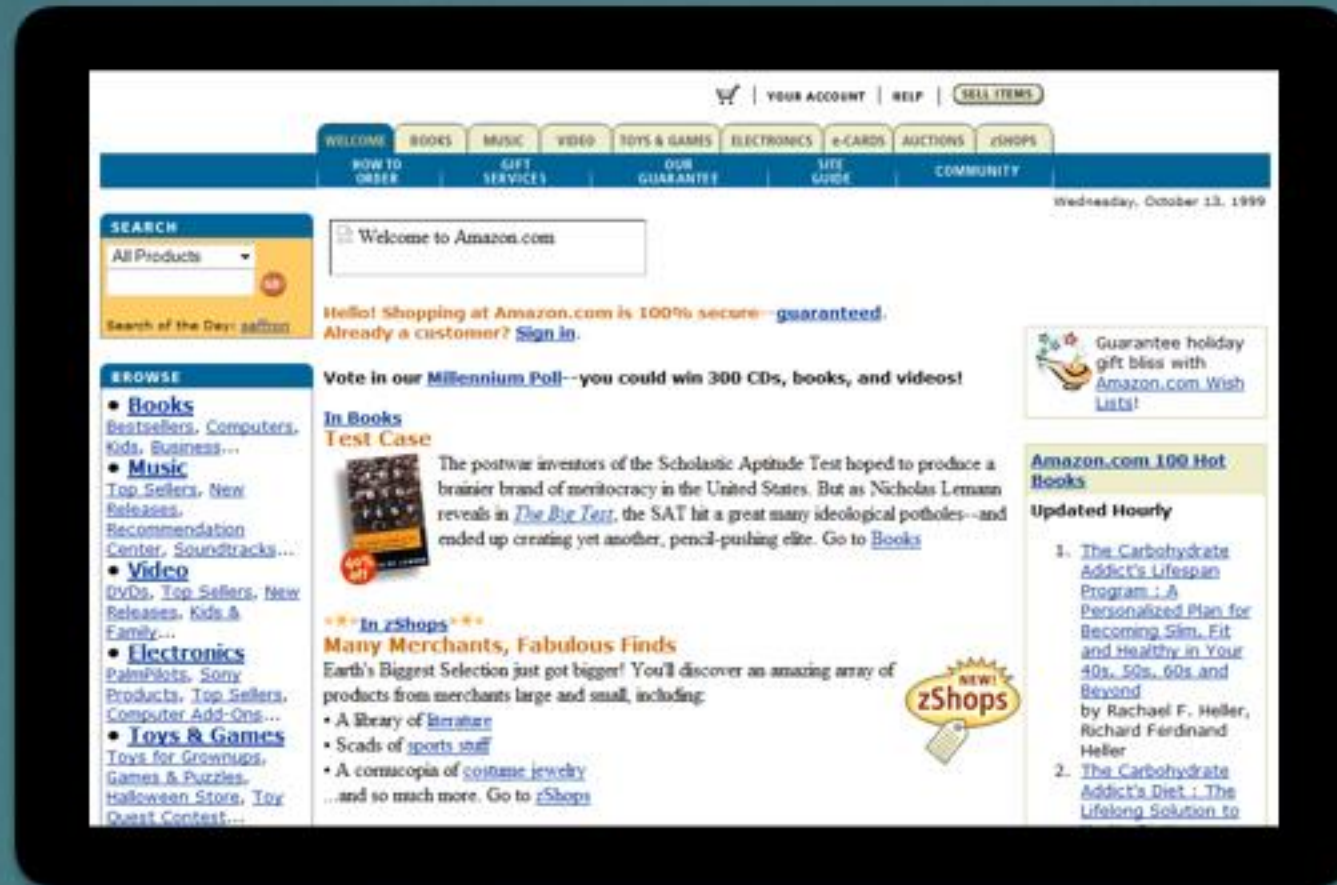 YOUR ACCOUNT | HELP | SELL ITEMS
WELCOME BOOKS MUSIC VIDEO TOYS & GAMES ELECTRONICS e-CARDS AUCTIONS zSHOPS
HOW TO ORDER | GIFT SERVICES | OUR GUARANTEE | SITE GUIDE | COMMUNITY
Wednesday, October 13, 1999
SEARCH
All Products
GO
Search of the Day: saffron
BROWSE
• Books
Bestsellers, Computers,
Kids, Business...
• Music
Top Sellers, New
Releases,
Recommendation
Center, Soundtracks...
• Video
DVDs, Top Sellers, New
Releases, Kids &
Family...
• Electronics
PalmPilots, Sony
Products, Top Sellers,
Computer Add-Ons...
• Toys & Games
Toys for Grownups,
Games & Puzzles,
Halloween Store, Toy
Quest Contest...
Welcome to Amazon.com
Hello! Shopping at Amazon.com is 100% secure--guaranteed.
Already a customer? Sign in.
Vote in our Millennium Poll--you could win 300 CDs, books, and videos!
In Books
Test Case
The postwar inventors of the Scholastic Aptitude Test hoped to produce a
brainier brand of meritocracy in the United States. But as Nicholas Lemann
reveals in The Big Test, the SAT hit a great many ideological potholes--and
ended up creating yet another, pencil-pushing elite. Go to Books
40% off
In zShops
Many Merchants, Fabulous Finds
Earth's Biggest Selection just got bigger! You'll discover an amazing array of
products from merchants large and small, including:
• A library of literature
• Scads of sports stuff
• A cornucopia of costume jewelry
...and so much more. Go to zShops
NEW!
zShops
Guarantee holiday
gift bliss with
Amazon.com Wish
Lists!
Amazon.com 100 Hot
Books
Updated Hourly
1. The Carbohydrate
Addict's Lifespan
Program : A
Personalized Plan for
Becoming Slim, Fit
and Healthy in Your
40s, 50s, 60s and
Beyond
by Rachael F. Heller,
Richard Ferdinand
Heller
2. The Carbohydrate
Addict's Diet : The
Lifelong Solution to